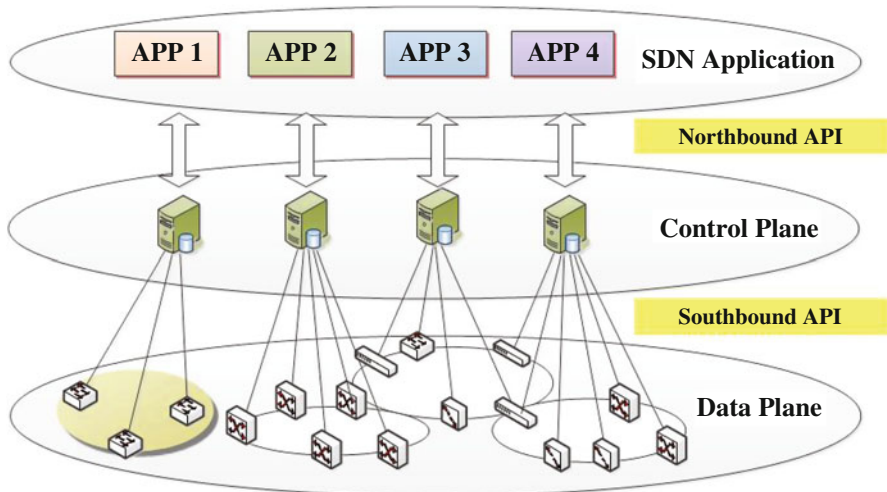 APP 1 APP 2 APP 3 APP 4 SDN Application
Northbound API
Control Plane
Southbound API
Data Plane